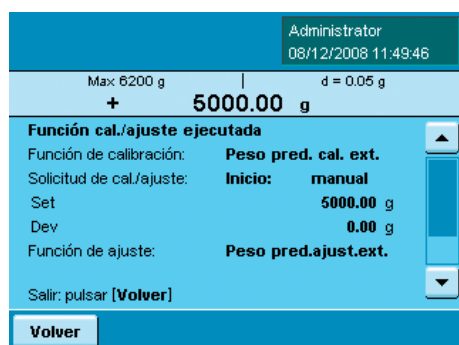 Administrator
08/12/2008 11:49:46
Max 6200 g d = 0.05 g
+ 5000.00 g
Función cal./ajuste ejecutada
Función de calibración: Peso pred. cal. ext.
Solicitud de cal./ajuste: Inicio: manual
Set 5000.00 g
Dev 0.00 g
Función de ajuste: Peso pred.ajust.ext.
Salir: pulsar [Volver]
Volver